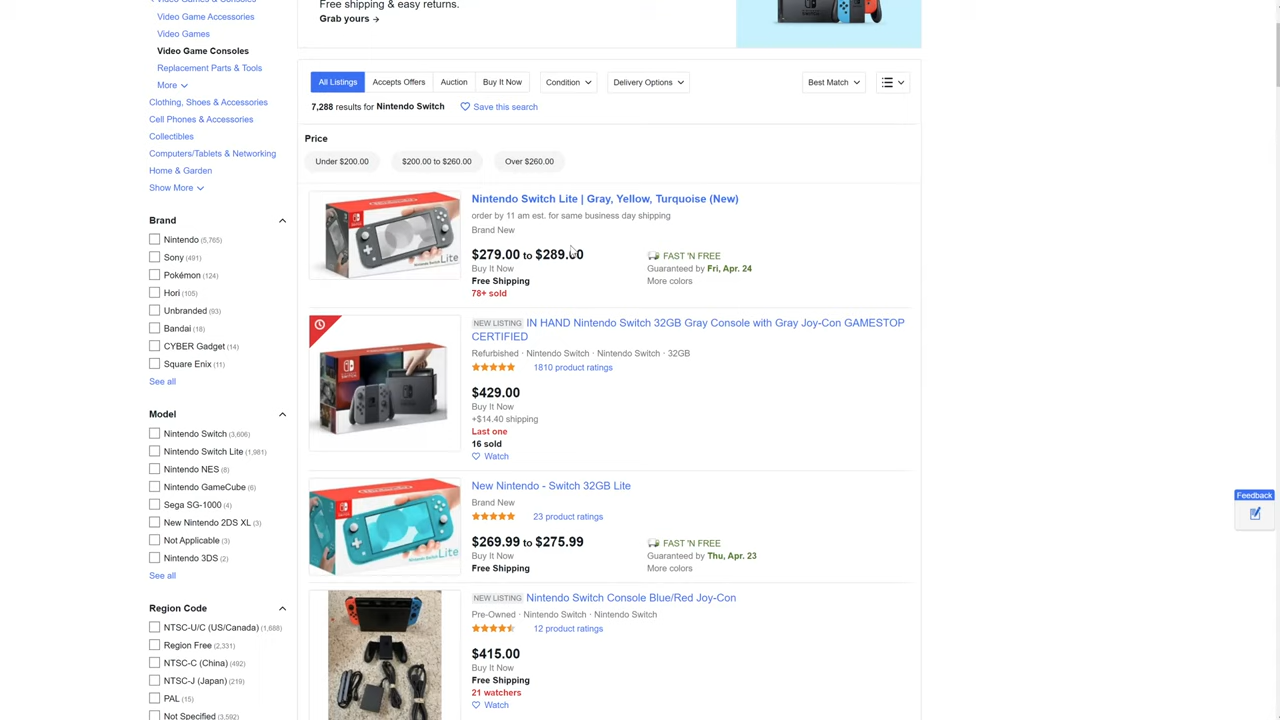 Video Games & Consoles
Video Game Accessories
Video Games
Video Game Consoles
Replacement Parts & Tools
More
Clothing, Shoes & Accessories
Cell Phones & Accessories
Collectibles
Computers/Tablets & Networking
Home & Garden
Show More
Brand
Nintendo (5,765)
Sony (491)
Pokémon (124)
Hori (105)
Unbranded (93)
Bandai (18)
CYBER Gadget (14)
Square Enix (11)
See all
Model
Nintendo Switch (3,606)
Nintendo Switch Lite (1,981)
Nintendo NES (8)
Nintendo GameCube (6)
Sega SG-1000 (4)
New Nintendo 2DS XL (3)
Not Applicable (3)
Nintendo 3DS (2)
See all
Region Code
NTSC-U/C (US/Canada) (1,688)
Region Free (2,331)
NTSC-C (China) (492)
NTSC-J (Japan) (219)
PAL (15)
Not Specified (3,592)
Free shipping & easy returns.
Grab yours →
All Listings Accepts Offers Auction Buy It Now Condition Delivery Options Best Match
7,288 results for Nintendo Switch Save this search
Price
Under $200.00 $200.00 to $260.00 Over $260.00
Nintendo Switch Lite | Gray, Yellow, Turquoise (New)
order by 11 am est. for same business day shipping
Brand New
$279.00 to $289.00
Buy It Now
Free Shipping
78+ sold
FAST 'N FREE
Guaranteed by Fri, Apr. 24
More colors
NEW LISTING IN HAND Nintendo Switch 32GB Gray Console with Gray Joy-Con GAMESTOP
CERTIFIED
Refurbished · Nintendo Switch · Nintendo Switch · 32GB
1810 product ratings
$429.00
Buy It Now
+$14.40 shipping
Last one
16 sold
Watch
New Nintendo - Switch 32GB Lite
Brand New
23 product ratings
$269.99 to $275.99
Buy It Now
Free Shipping
FAST 'N FREE
Guaranteed by Thu, Apr. 23
More colors
NEW LISTING Nintendo Switch Console Blue/Red Joy-Con
Pre-Owned · Nintendo Switch · Nintendo Switch
12 product ratings
$415.00
Buy It Now
Free Shipping
21 watchers
Watch
Feedback